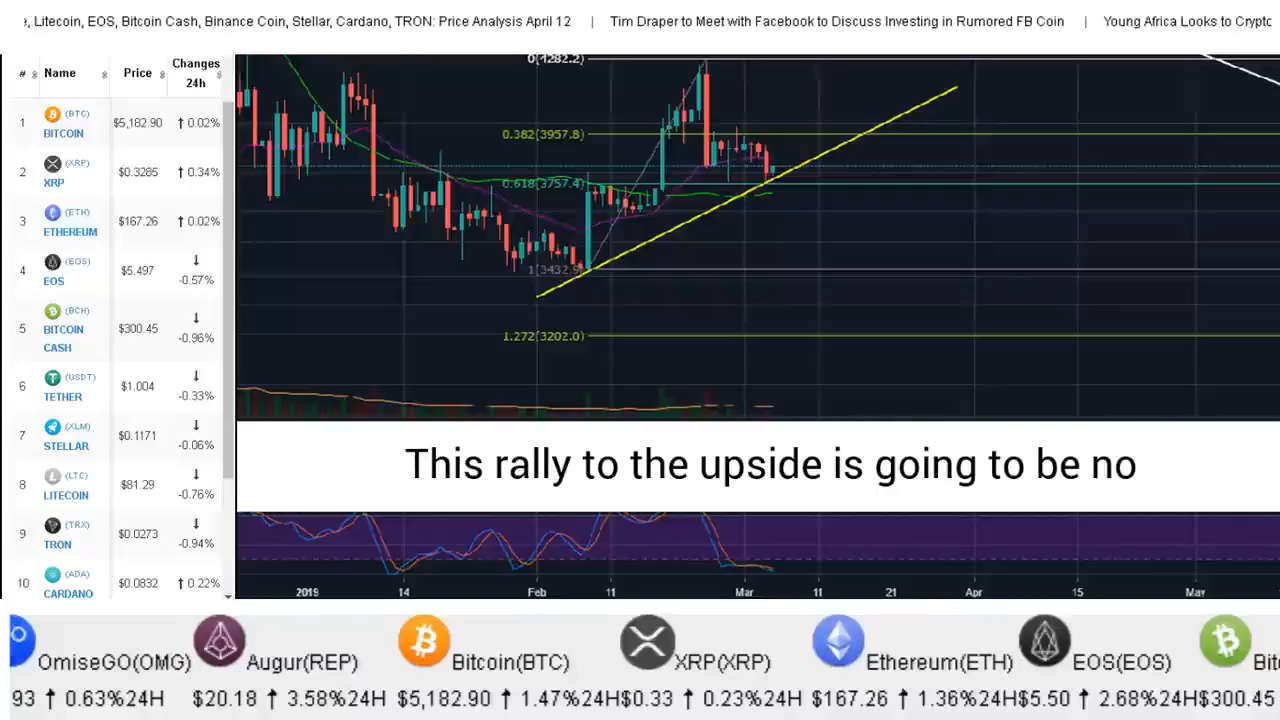 , Litecoin, EOS, Bitcoin Cash, Binance Coin, Stellar, Cardano, TRON: Price Analysis April 12 | Tim Draper to Meet with Facebook to Discuss Investing in Rumored FB Coin | Young Africa Looks to Crypto
# Name Price Changes 24h
1 (BTC) BITCOIN $5,182.90 ↑ 0.02%
2 (XRP) XRP $0.3285 ↑ 0.34%
3 (ETH) ETHEREUM $167.26 ↑ 0.02%
4 (EOS) EOS $5.497 ↓ -0.57%
5 (BCH) BITCOIN CASH $300.45 ↓ -0.96%
6 (USDT) TETHER $1.004 ↓ -0.33%
7 (XLM) STELLAR $0.1171 ↓ -0.06%
8 (LTC) LITECOIN $81.29 ↓ -0.76%
9 (TRX) TRON $0.0273 ↓ -0.94%
10 (ADA) CARDANO $0.0832 ↑ 0.22%
0(4282.2)
0.382(3957.8)
0.618(3757.4)
1(3432.9)
1.272(3202.0)
This rally to the upside is going to be no
2019 14 Feb 11 Mar 11 21 Apr 15 May
OmiseGO(OMG) Augur(REP) Bitcoin(BTC) XRP(XRP) Ethereum(ETH) EOS(EOS) Bit
93 ↑ 0.63%24H $20.18 ↑ 3.58%24H $5,182.90 ↑ 1.47%24H $0.33 ↑ 0.23%24H $167.26 ↑ 1.36%24H $5.50 ↑ 2.68%24H $300.45